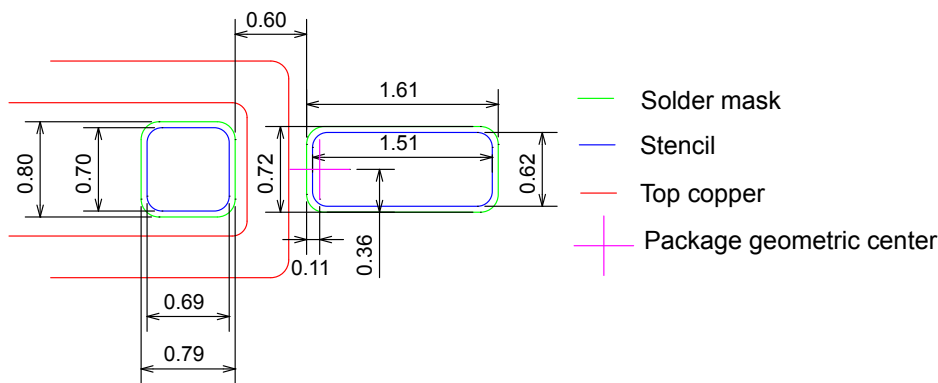 0.60
1.61
1.51
0.80
0.70
0.72
0.62
0.36
0.11
0.69
0.79
Solder mask
Stencil
Top copper
Package geometric center